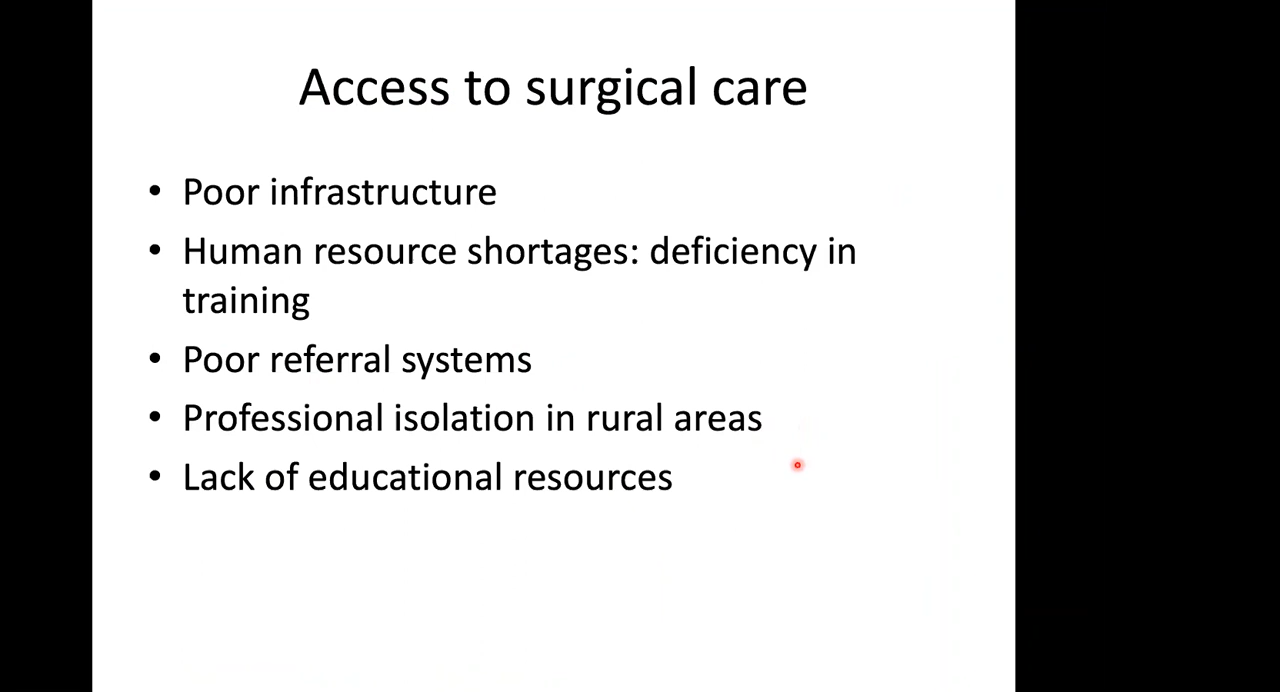 Access to surgical care
• Poor infrastructure
• Human resource shortages: deficiency in
training
• Poor referral systems
• Professional isolation in rural areas
• Lack of educational resources